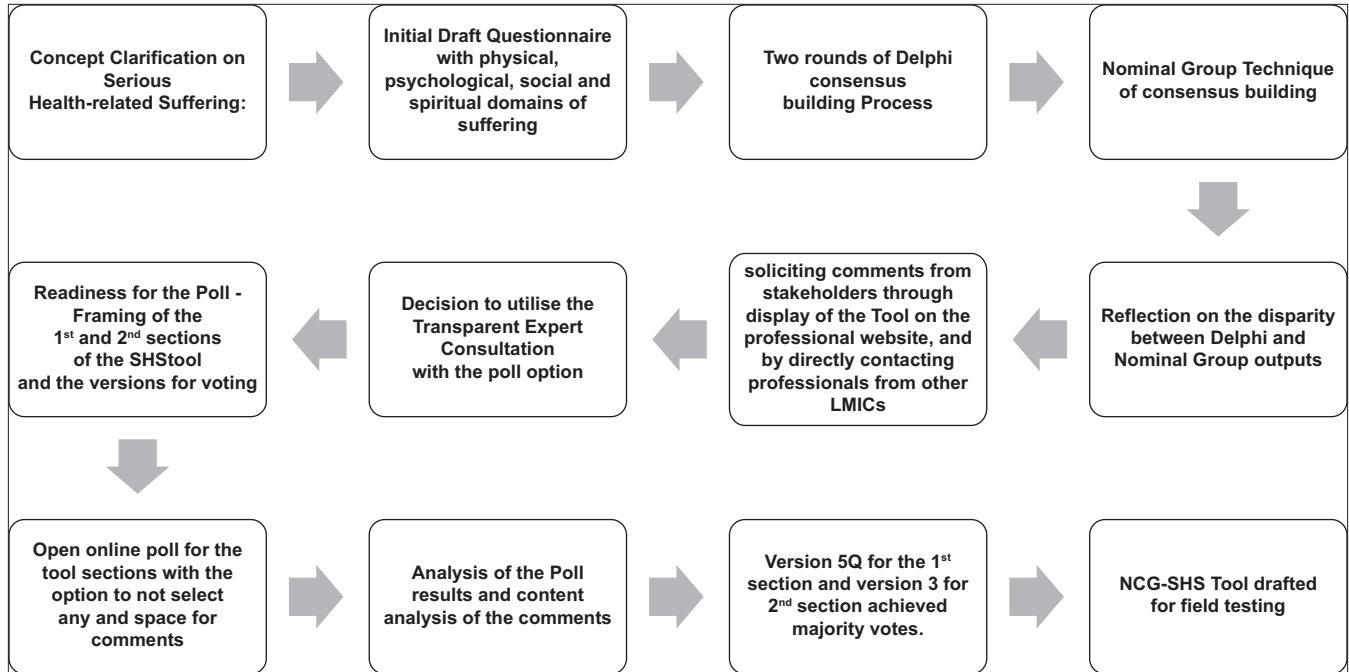 Concept Clarification on
Serious
Health-related Suffering:
Initial Draft Questionnaire
with physical,
psychological, social and
spiritual domains of
suffering
Two rounds of Delphi
consensus
building Process
Nominal Group Technique
of consensus building
Reflection on the disparity
between Delphi and
Nominal Group outputs
soliciting comments from
stakeholders through
display of the Tool on the
professional website, and
by directly contacting
professionals from other
LMICs
Decision to utilise the
Transparent Expert
Consultation
with the poll option
Readiness for the Poll -
Framing of the
1st and 2nd sections
of the SHStool
and the versions for voting
Open online poll for the
tool sections with the
option to not select
any and space for
comments
Analysis of the Poll
results and content
analysis of the comments
Version 5Q for the 1st
section and version 3 for
2nd section achieved
majority votes.
NCG-SHS Tool drafted
for field testing